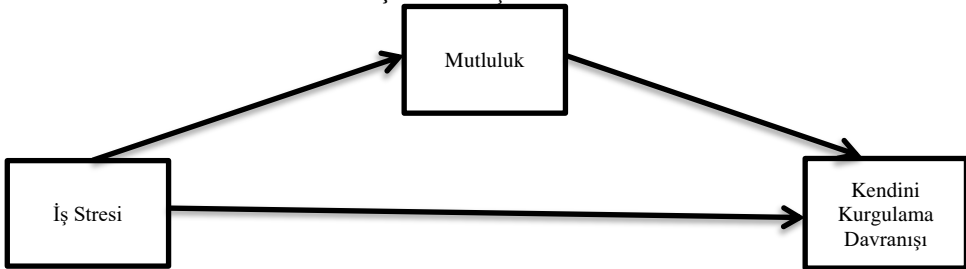 Mutluluk
İş Stresi
Kendini
Kurgulama
Davranışı